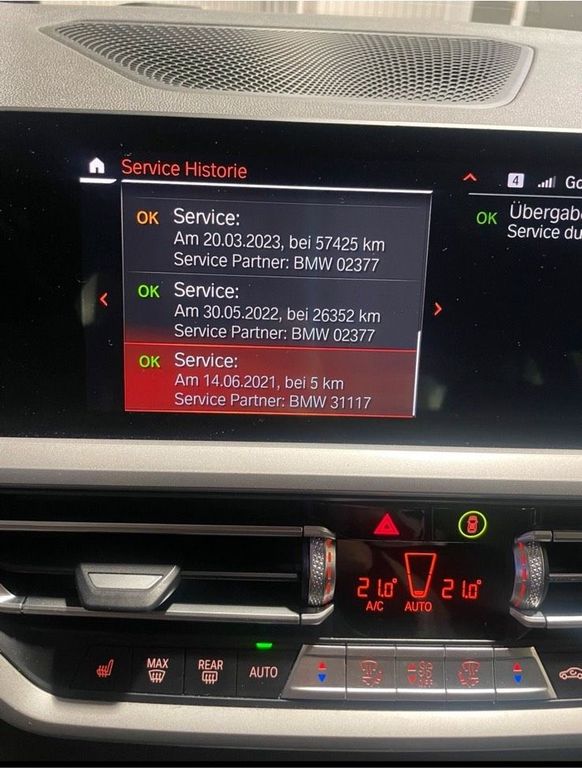 Service Historie
4
OK Service:
Am 20.03.2023, bei 57425 km
Service Partner: BMW 02377
OK Service:
Am 30.05.2022, bei 26352 km
Service Partner: BMW 02377
OK Service:
Am 14.06.2021, bei 5 km
Service Partner: BMW 31117
OK
Service
21.0°
A/C
AUTO
21.0°
MAX
REAR
AUTO